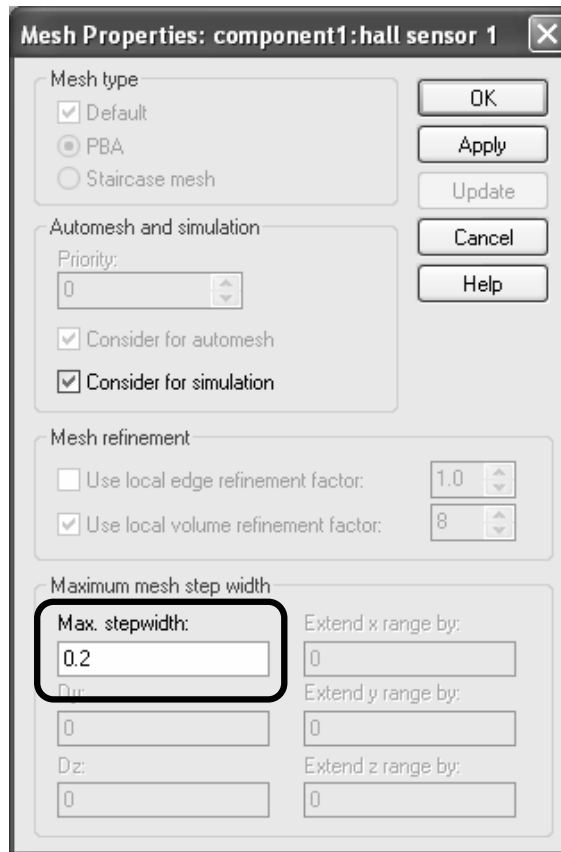 Mesh Properties: component1:hall sensor 1
Mesh type
Default
PBA
Staircase mesh
OK
Apply
Update
Cancel
Help
Automesh and simulation
Priority:
0
Consider for automesh
Consider for simulation
Mesh refinement
Use local edge refinement factor: 1.0
Use local volume refinement factor: 8
Maximum mesh step width
Max. stepwidth: Extend x range by:
0.2 0
Dy: Extend y range by:
0 0
Dz: Extend z range by:
0 0